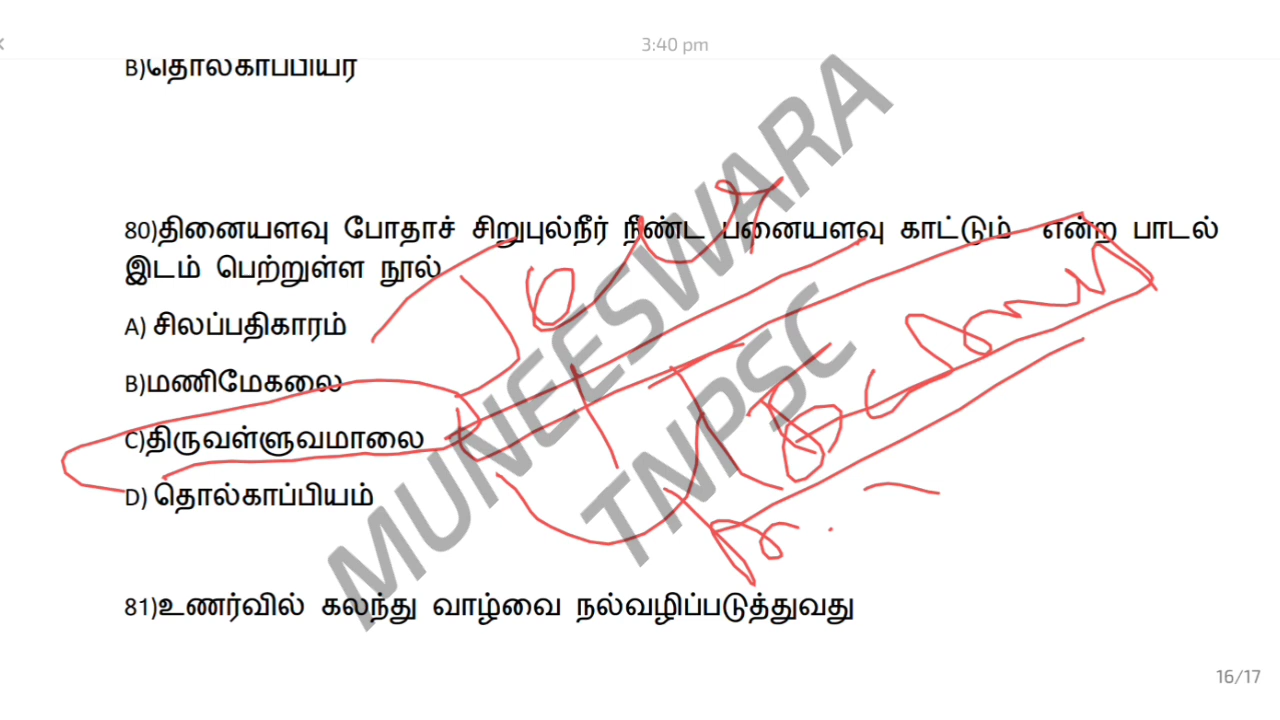 3:40 pm
B)தொல்காப்பியர்
80)தினையளவு போதாச் சிறுபுல்நீர் நீண்ட பனையளவு காட்டும் என்ற பாடல்
இடம் பெற்றுள்ள நூல்
A) சிலப்பதிகாரம்
B)மணிமேகலை
C)திருவள்ளுவமாலை
D) தொல்காப்பியம்
MUNEESWARA
TNPSC
81)உணர்வில் கலந்து வாழ்வை நல்வழிப்படுத்துவது
16/17